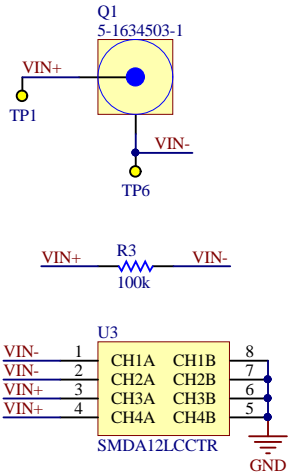 Q1
5-1634503-1
VIN+
TP1
VIN-
TP6
R3
VIN+
VIN-
100k
U3
VIN- 1 CH1A CH1B 8
VIN- 2 CH2A CH2B 7
VIN+ 3 CH3A CH3B 6
VIN+ 4 CH4A CH4B 5
SMDA12LCCTR
GND